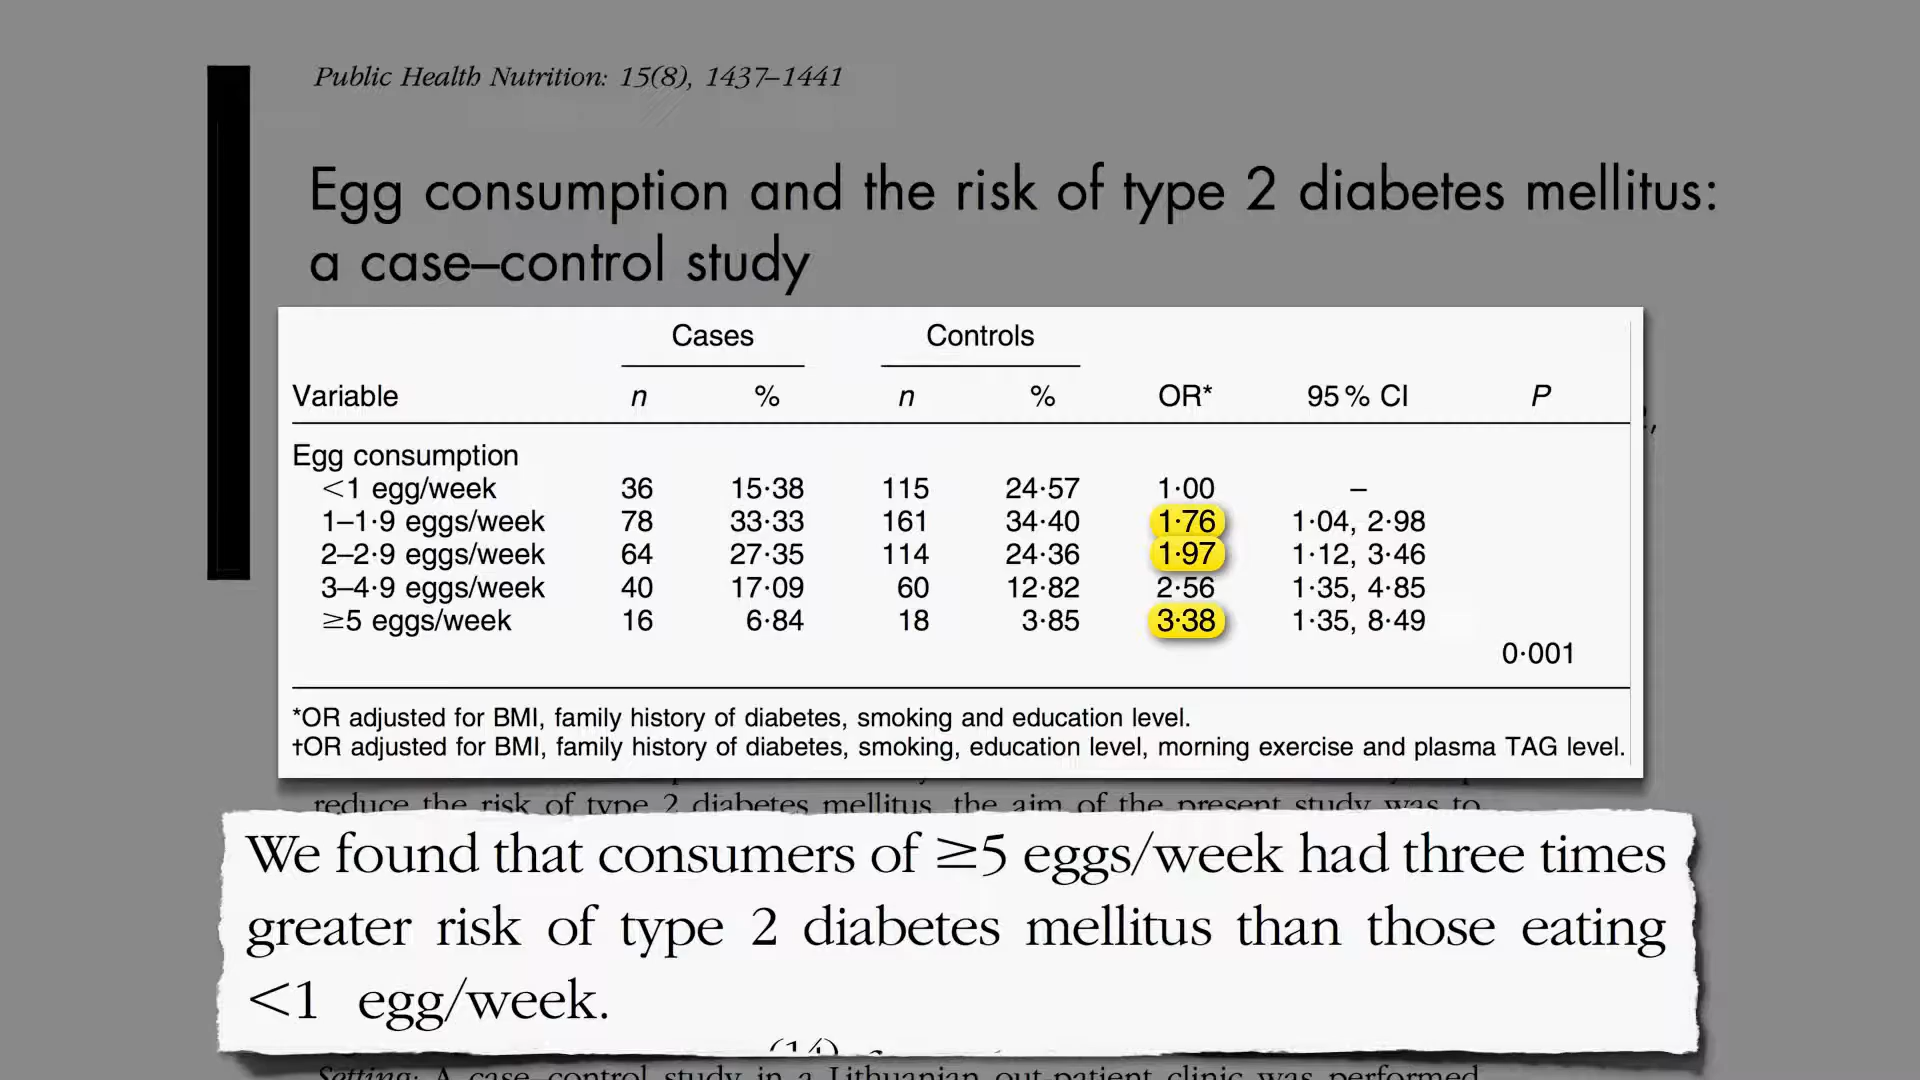 Public Health Nutrition: 15(8), 1437–1441
Egg consumption and the risk of type 2 diabetes mellitus:
a case–control study
Cases Controls
Variable n % n % OR* 95 % CI P
Egg consumption
<1 egg/week 36 15·38 115 24·57 1·00 –
1–1·9 eggs/week 78 33·33 161 34·40 1·76 1·04, 2·98
2–2·9 eggs/week 64 27·35 114 24·36 1·97 1·12, 3·46
3–4·9 eggs/week 40 17·09 60 12·82 2·56 1·35, 4·85
≥5 eggs/week 16 6·84 18 3·85 3·38 1·35, 8·49
0·001
*OR adjusted for BMI, family history of diabetes, smoking and education level.
†OR adjusted for BMI, family history of diabetes, smoking, education level, morning exercise and plasma TAG level.
reduce the risk of type 2 diabetes mellitus, the aim of the present study was to
We found that consumers of ≥5 eggs/week had three times
greater risk of type 2 diabetes mellitus than those eating
<1 egg/week.
Setting: A case–control study in a Lithuanian out-patient clinic was performed